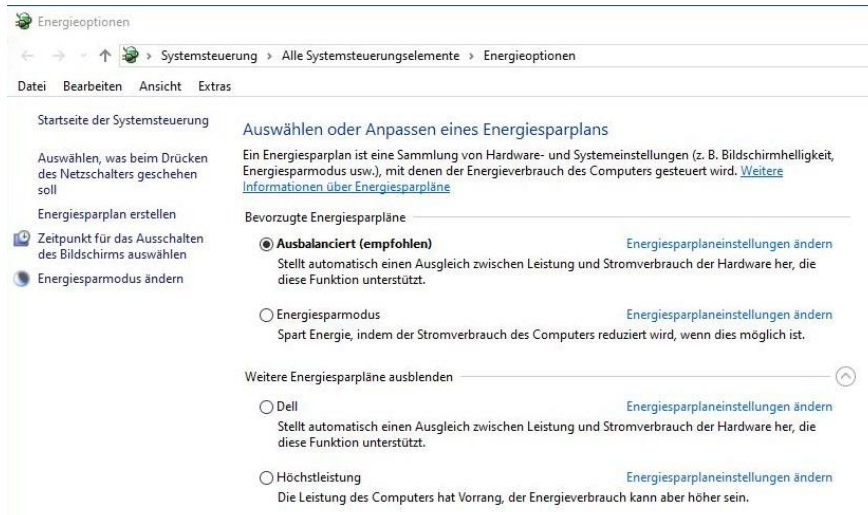 Energieoptionen
Systemsteuerung > Alle Systemsteuerungselemente > Energieoptionen
Datei Bearbeiten Ansicht Extras
Startseite der Systemsteuerung
Auswählen, was beim Drücken
des Netzschalters geschehen
soll
Energiesparplan erstellen
Zeitpunkt für das Ausschalten
des Bildschirms auswählen
Energiesparmodus ändern
Auswählen oder Anpassen eines Energiesparplans
Ein Energiesparplan ist eine Sammlung von Hardware- und Systemeinstellungen (z. B. Bildschirmhelligkeit,
Energiesparmodus usw.), mit denen der Energieverbrauch des Computers gesteuert wird. Weitere
Informationen über Energiesparpläne
Bevorzugte Energiesparpläne
Ausbalanciert (empfohlen) Energiesparplaneinstellungen ändern
Stellt automatisch einen Ausgleich zwischen Leistung und Stromverbrauch der Hardware her, die
diese Funktion unterstützt.
Energiesparmodus Energiesparplaneinstellungen ändern
Spart Energie, indem der Stromverbrauch des Computers reduziert wird, wenn dies möglich ist.
Weitere Energiesparpläne ausblenden
Dell Energiesparplaneinstellungen ändern
Stellt automatisch einen Ausgleich zwischen Leistung und Stromverbrauch der Hardware her, die
diese Funktion unterstützt.
Höchstleistung Energiesparplaneinstellungen ändern
Die Leistung des Computers hat Vorrang, der Energieverbrauch kann aber höher sein.